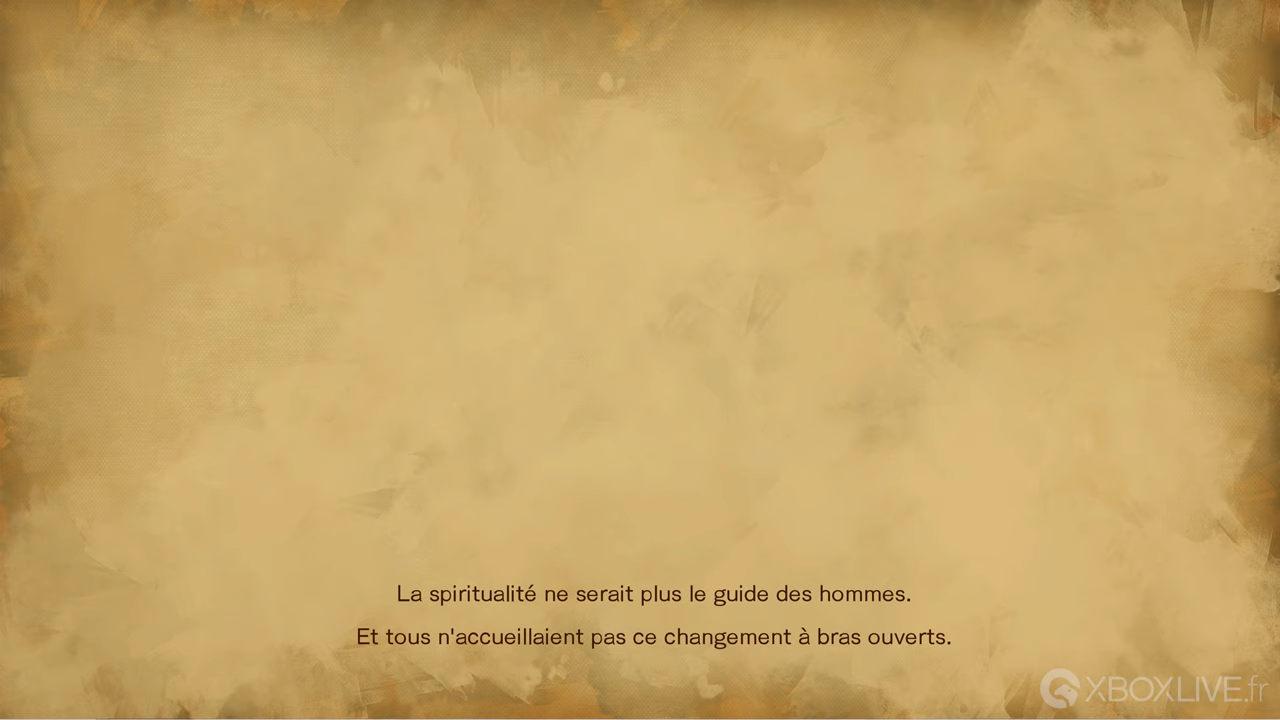 La spiritualité ne serait plus le guide des hommes.
Et tous n'accueillaient pas ce changement à bras ouverts.
XBOXLIVE.fr